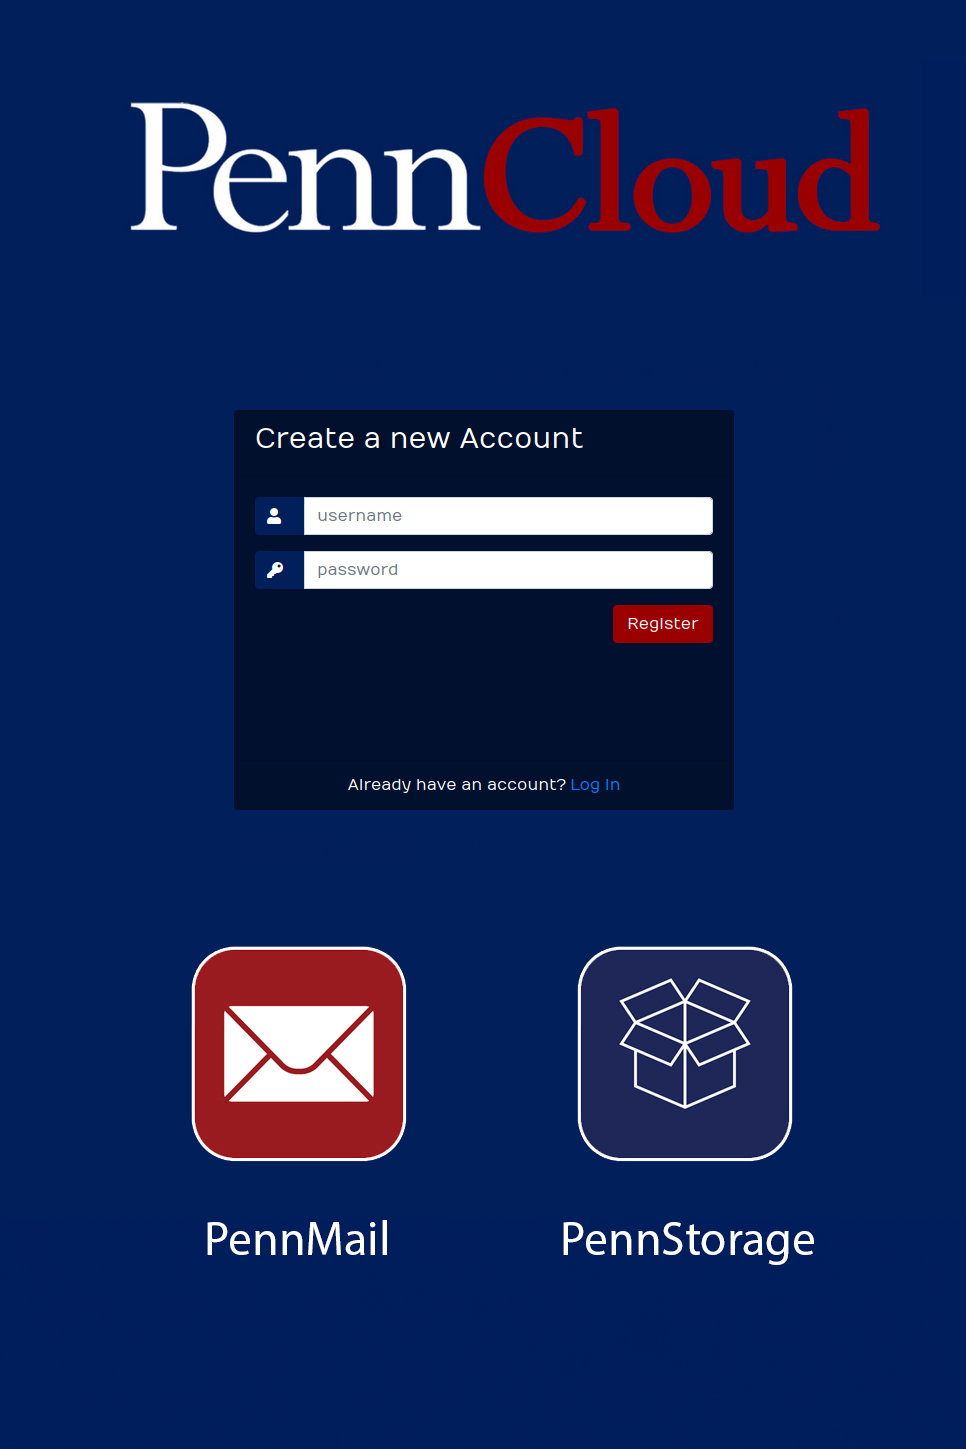 PennCloud
Create a new Account
username
password
Register
Already have an account? Log In
PennMail
PennStorage